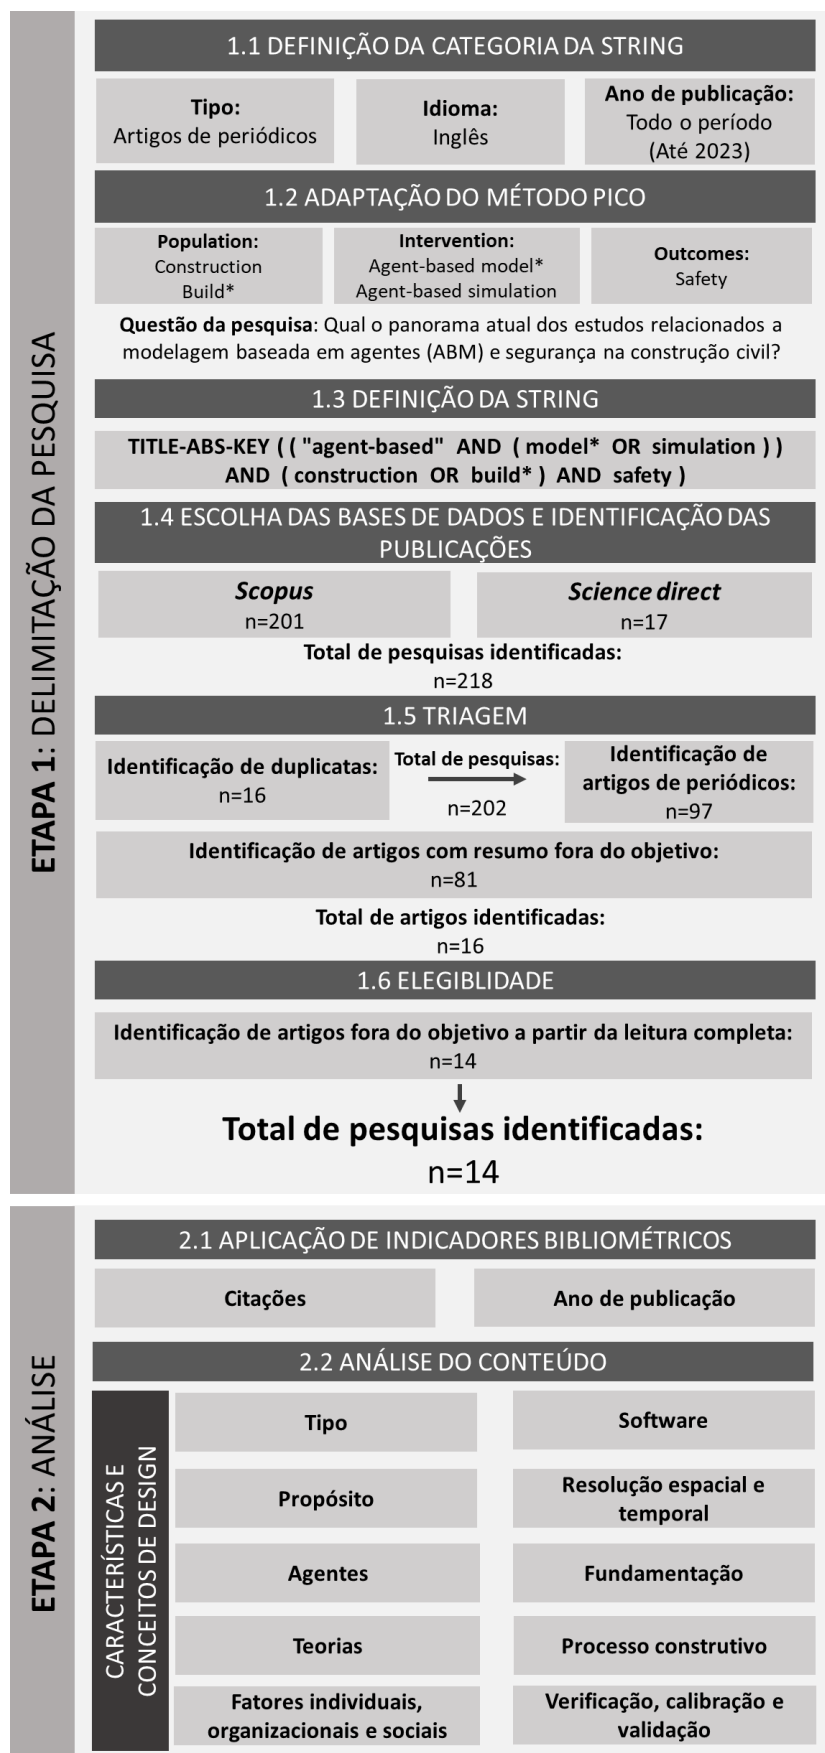 ETAPA 1: DELIMITAÇÃO DA PESQUISA
1.1 DEFINIÇÃO DA CATEGORIA DA STRING
Tipo:
Artigos de periódicos
Idioma:
Inglês
Ano de publicação:
Todo o período
(Até 2023)
1.2 ADAPTAÇÃO DO MÉTODO PICO
Population:
Construction
Build*
Intervention:
Agent-based model*
Agent-based simulation
Outcomes:
Safety
Questão da pesquisa: Qual o panorama atual dos estudos relacionados a
modelagem baseada em agentes (ABM) e segurança na construção civil?
1.3 DEFINIÇÃO DA STRING
TITLE-ABS-KEY ( ( "agent-based" AND ( model* OR simulation ) )
AND ( construction OR build* ) AND safety )
1.4 ESCOLHA DAS BASES DE DADOS E IDENTIFICAÇÃO DAS
PUBLICAÇÕES
Scopus
n=201
Science direct
n=17
Total de pesquisas identificadas:
n=218
1.5 TRIAGEM
Identificação de duplicatas:
n=16
Total de pesquisas:
n=202
Identificação de
artigos de periódicos:
n=97
Identificação de artigos com resumo fora do objetivo:
n=81
Total de artigos identificadas:
n=16
1.6 ELEGIBLIDADE
Identificação de artigos fora do objetivo a partir da leitura completa:
n=14
Total de pesquisas identificadas:
n=14
ETAPA 2: ANÁLISE
2.1 APLICAÇÃO DE INDICADORES BIBLIOMÉTRICOS
Citações
Ano de publicação
2.2 ANÁLISE DO CONTEÚDO
CARACTERÍSTICAS E
CONCEITOS DE DESIGN
Tipo
Software
Propósito
Resolução espacial e
temporal
Agentes
Fundamentação
Teorias
Processo construtivo
Fatores individuais,
organizacionais e sociais
Verificação, calibração e
validação